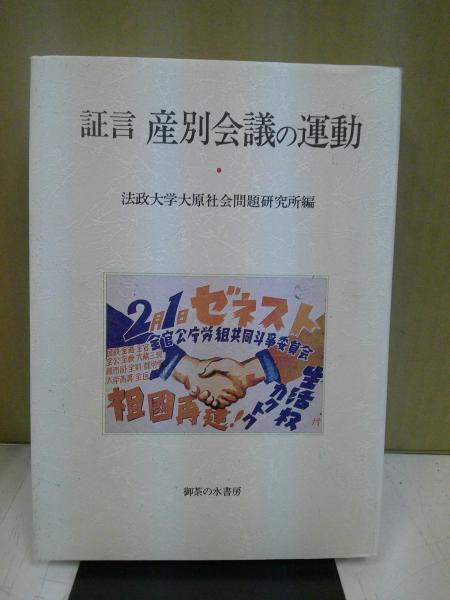 証言 産別会議の運動
法政大学大原社会問題研究所編
2月1日ゼネスト
全官公庁労組共同斗争委員会
生活权
カクトク
祖國再建!
御茶の水書房